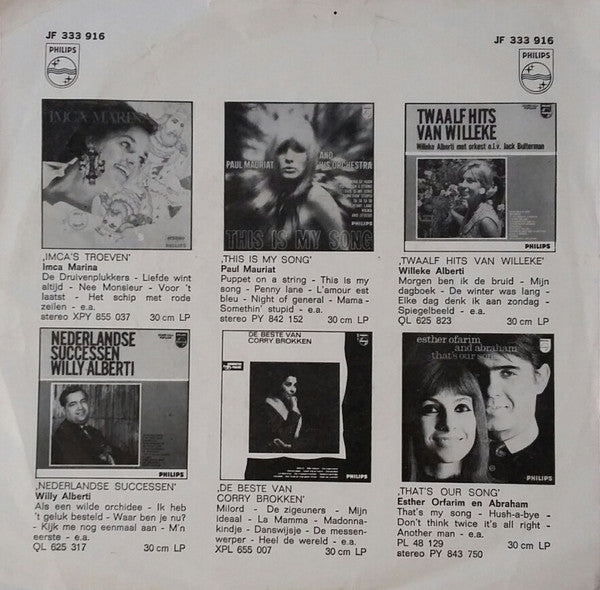 JF 333 916
JF 333 916
PHILIPS
PHILIPS
IMCA MARINA
PAUL MAURIAT
AND
HIS ORCHESTRA
THIS IS MY SONG
PHILIPS
TWAALF HITS
VAN WILLEKE
Willeke Alberti met orkest o.l.v. Jack Bulterman
PHILIPS
‚IMCA'S TROEVEN'
Imca Marina
De Druivenplukkers - Liefde wint
altijd - Nee Monsieur - Voor 't
laatst - Het schip met rode
zeilen - e.a.
stereo XPY 855 037 30 cm LP
‚THIS IS MY SONG'
Paul Mauriat
Puppet on a string - This is my
song - Penny lane - L'amour est
bleu - Night of general - Mama -
Somethin' stupid - e.a.
stereo PY 842 152 30 cm LP
‚TWAALF HITS VAN WILLEKE'
Willeke Alberti
Morgen ben ik de bruid - Mijn
dagboek - De winter was lang -
Elke dag denk ik aan zondag -
Spiegelbeeld - e.a.
QL 625 823 30 cm LP
NEDERLANDSE
SUCCESSEN
WILLY ALBERTI
PHILIPS
DE BESTE VAN
CORRY BROKKEN
PHILIPS
esther ofarim
and abraham
that's our song
PHILIPS
‚NEDERLANDSE SUCCESSEN'
Willy Alberti
Als een wilde orchidee - Ik heb
't geluk besteld - Waar ben je nu?
- Kijk me nog eenmaal aan - M'n
eerste - e.a.
QL 625 317 30 cm LP
‚DE BESTE VAN
CORRY BROKKEN'
Milord - De zigeuners - Mijn
Ideaal - La Mamma - Madonna-
kindje - Danswijsje - De messen-
werper - Heel de wereld - e.a.
XPL 655 007 30 cm LP
‚THAT'S OUR SONG'
Esther Orfarim en Abraham
That's my song - Hush-a-bye -
Don't think twice it's all right -
Another man - e.a.
PL 48 129 30 cm LP
stereo PY 843 750